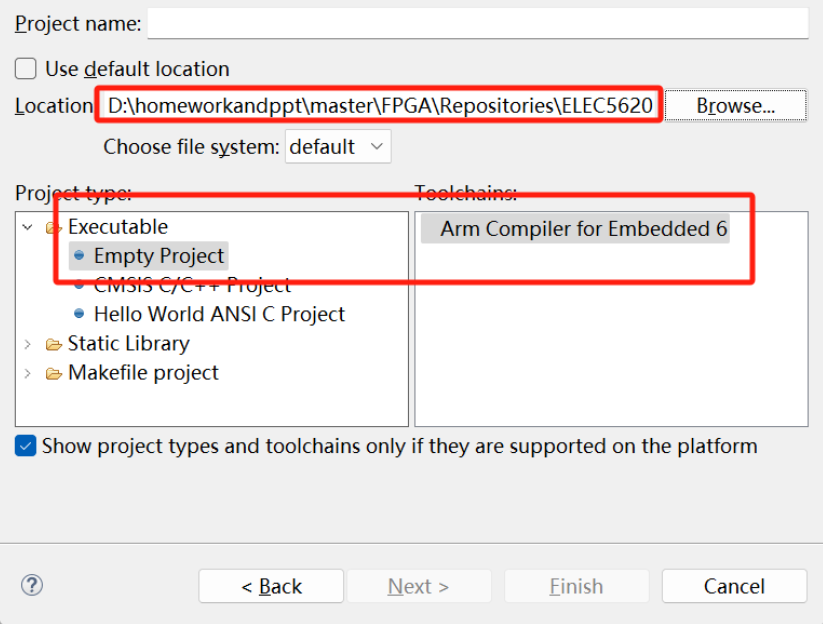 Project name:
Use default location
Location D:\homeworkandppt\master\FPGA\Repositories\ELEC5620 Browse...
Choose file system: default
Project type: Toolchains:
Executable Arm Compiler for Embedded 6
Empty Project
CMSIS C/C++ Project
Hello World ANSI C Project
Static Library
Makefile project
Show project types and toolchains only if they are supported on the platform
< Back Next > Finish Cancel